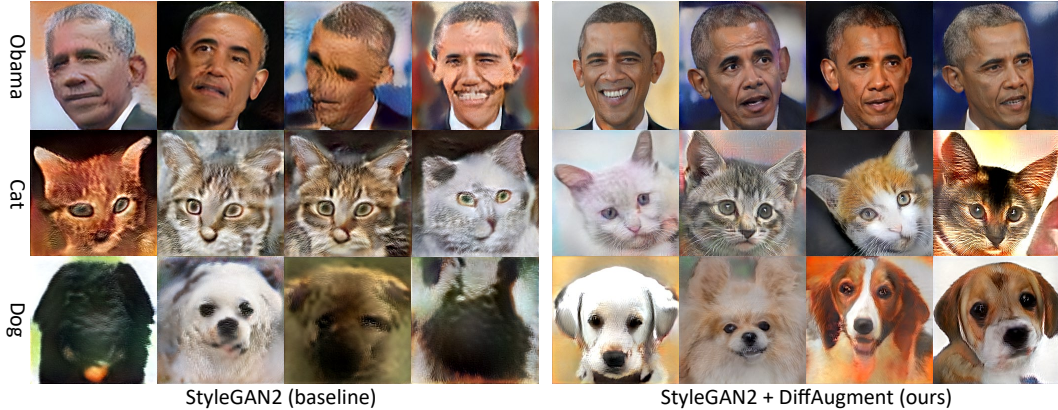 Obama
Cat
Dog
StyleGAN2 (baseline)
StyleGAN2 + DiffAugment (ours)